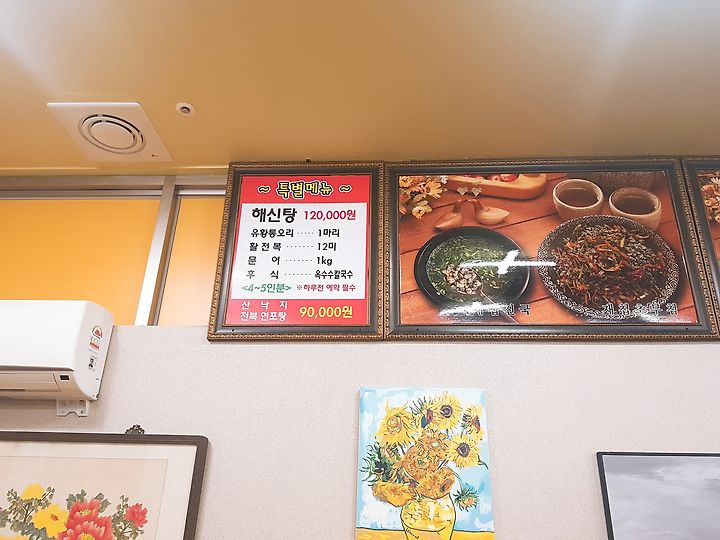 ~ 특별메뉴 ~
해신탕 120,000원
유황통오리 ····· 1마리
활전복 ······· 12미
문 어 ········ 1kg
후 식 ······· 옥수수칼국수
<4~5인분> ※하루전 예약 필수
산 낙 지
전복 연포탕 90,000원